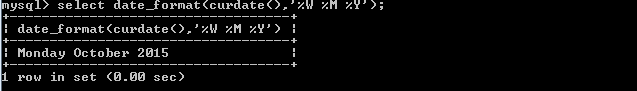 mysql> select date_format(curdate(),'%W %M %Y');
+-----------------------------------+
| date_format(curdate(),'%W %M %Y') |
+-----------------------------------+
| Monday October 2015               |
+-----------------------------------+
1 row in set (0.00 sec)